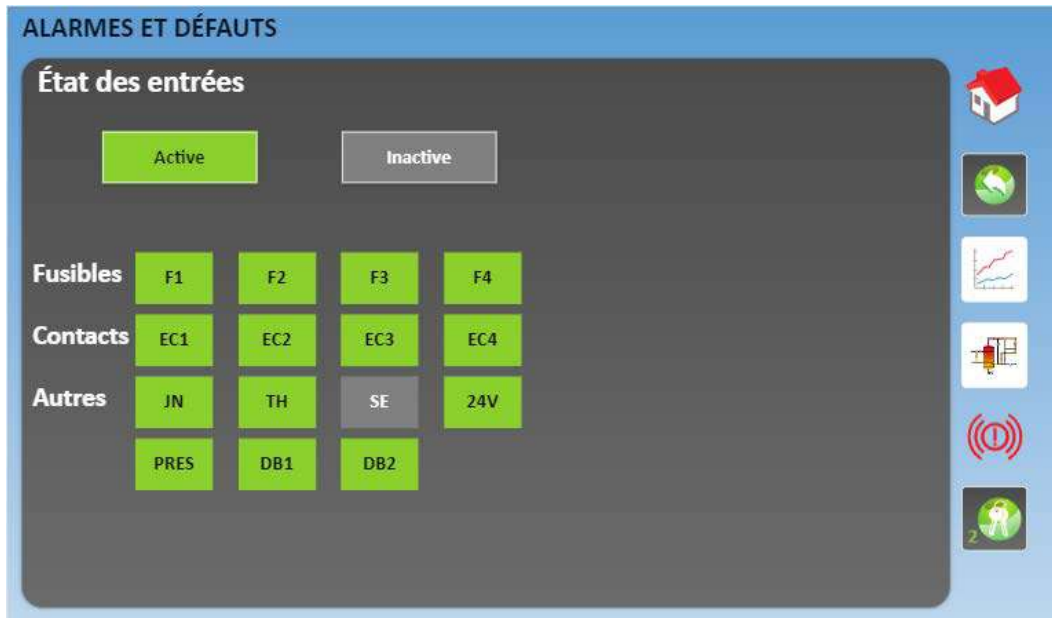 ALARMES ET DÉFAUTS
État des entrées
Active Inactive
Fusibles F1 F2 F3 F4
Contacts EC1 EC2 EC3 EC4
Autres JN TH SE 24V
PRES DB1 DB2
2